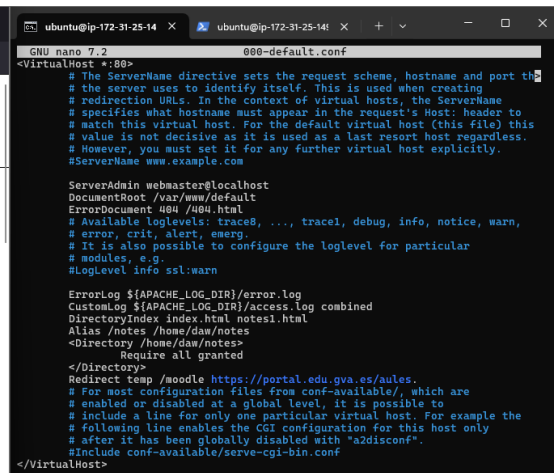 ubuntu@ip-172-31-25-14
ubuntu@ip-172-31-25-145
GNU nano 7.2 000-default.conf
<VirtualHost *:80>
# The ServerName directive sets the request scheme, hostname and port th>
# the server uses to identify itself. This is used when creating
# redirection URLs. In the context of virtual hosts, the ServerName
# specifies what hostname must appear in the request's Host: header to
# match this virtual host. For the default virtual host (this file) this
# value is not decisive as it is used as a last resort host regardless.
# However, you must set it for any further virtual host explicitly.
#ServerName www.example.com
ServerAdmin webmaster@localhost
DocumentRoot /var/www/default
ErrorDocument 404 /404.html
# Available loglevels: trace8, ..., trace1, debug, info, notice, warn,
# error, crit, alert, emerg.
# It is also possible to configure the loglevel for particular
# modules, e.g.
#LogLevel info ssl:warn
ErrorLog ${APACHE_LOG_DIR}/error.log
CustomLog ${APACHE_LOG_DIR}/access.log combined
DirectoryIndex index.html notes1.html
Alias /notes /home/daw/notes
<Directory /home/daw/notes>
Require all granted
</Directory>
Redirect temp /moodle https://portal.edu.gva.es/aules.
# For most configuration files from conf-available/, which are
# enabled or disabled at a global level, it is possible to
# include a line for only one particular virtual host. For example the
# following line enables the CGI configuration for this host only
# after it has been globally disabled with "a2disconf".
#Include conf-available/serve-cgi-bin.conf
</VirtualHost>